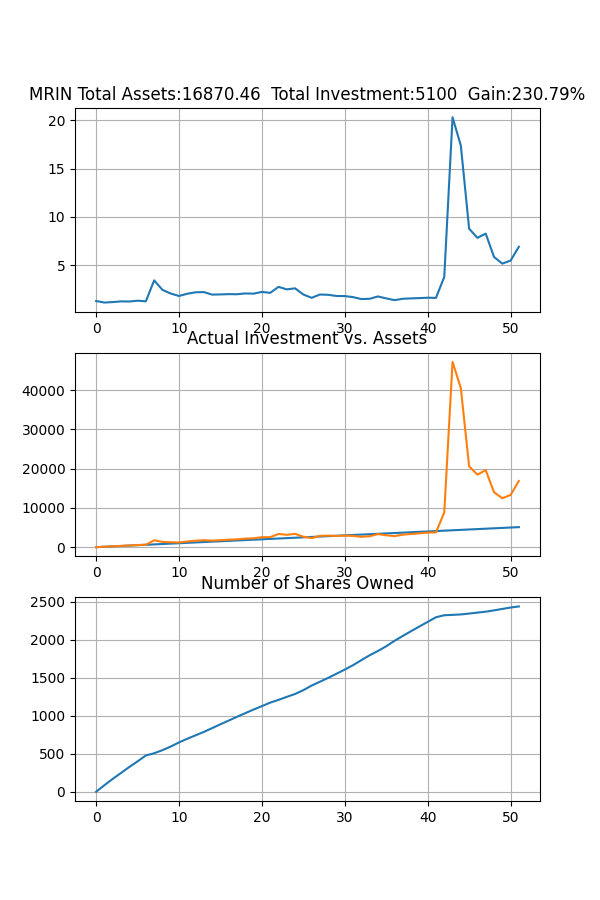 MRIN Total Assets:16870.46  Total Investment:5100  Gain:230.79%
20
15
10
5
0 10 20 30 40 50
Actual Investment vs. Assets
40000
30000
20000
10000
0
0 10 20 30 40 50
Number of Shares Owned
2500
2000
1500
1000
500
0
0 10 20 30 40 50